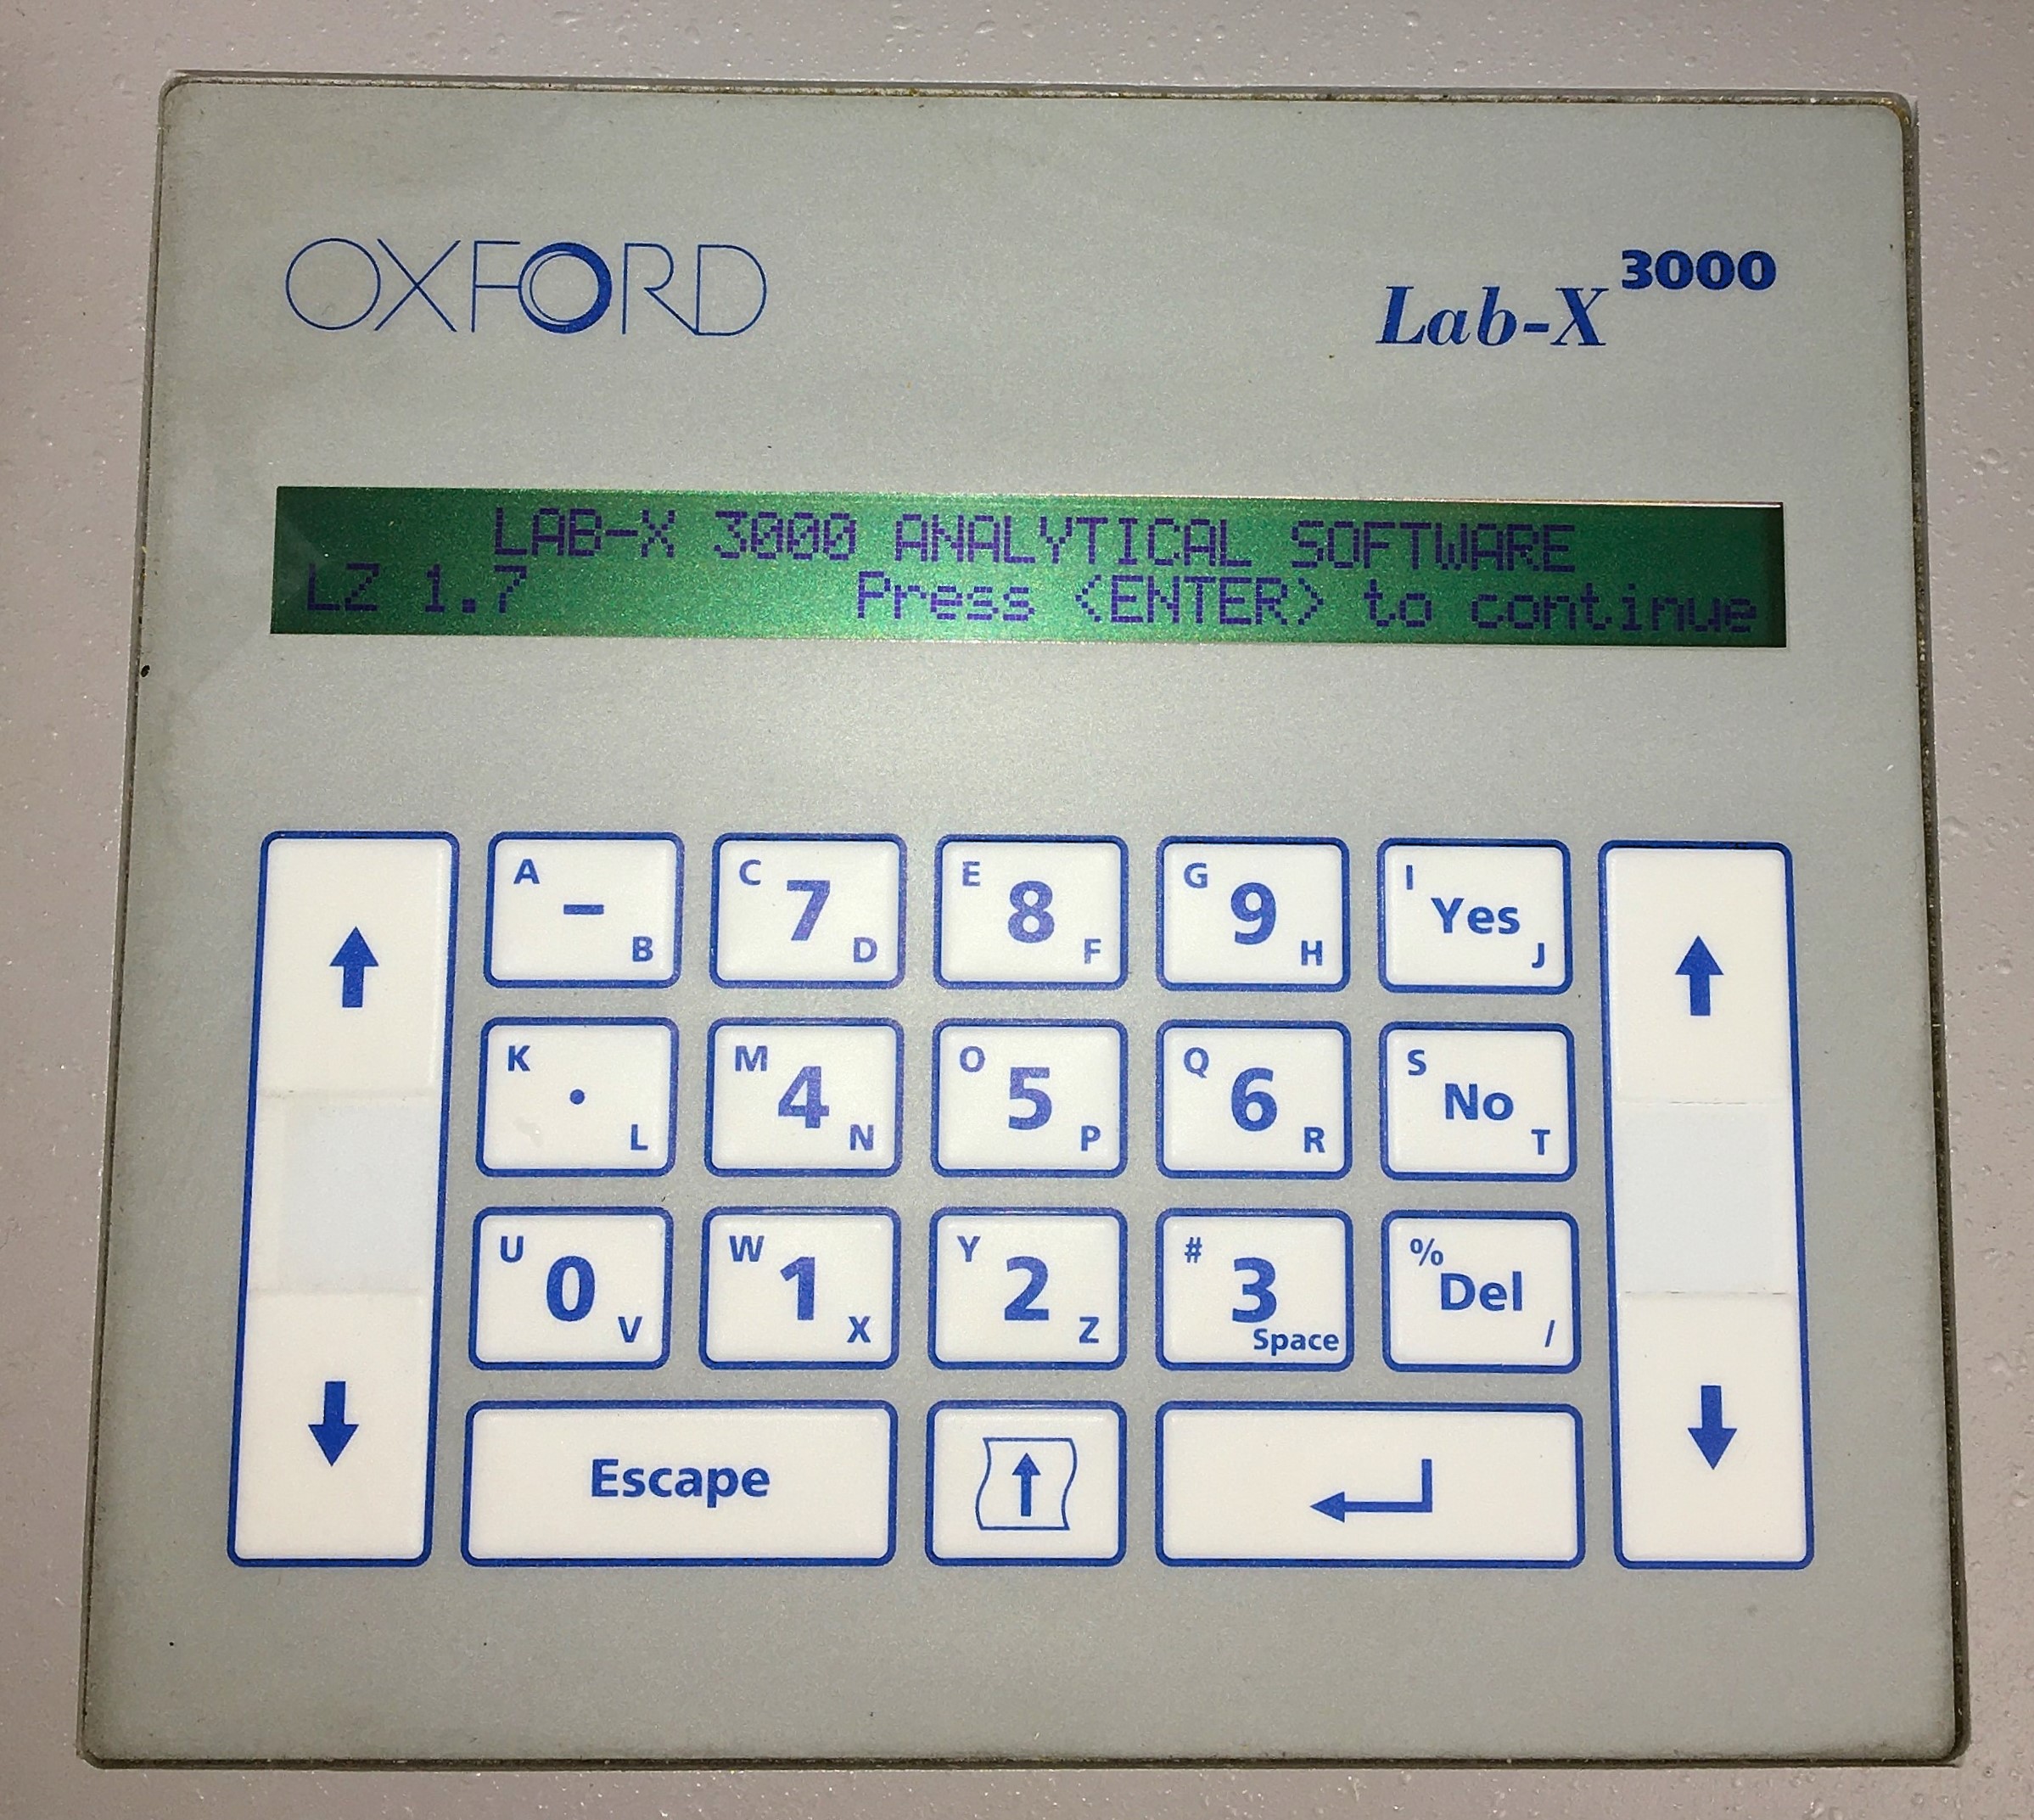 OXFORD
Lab-X 3000
LAB-X 3000 ANALYTICAL SOFTWARE
LZ 1.7 Press <ENTER> to continue
A - B
C 7 D
E 8 F
G 9 H
I Yes J
K . L
M 4 N
O 5 P
Q 6 R
S No T
U 0 V
W 1 X
Y 2 Z
# 3 Space
% Del /
Escape